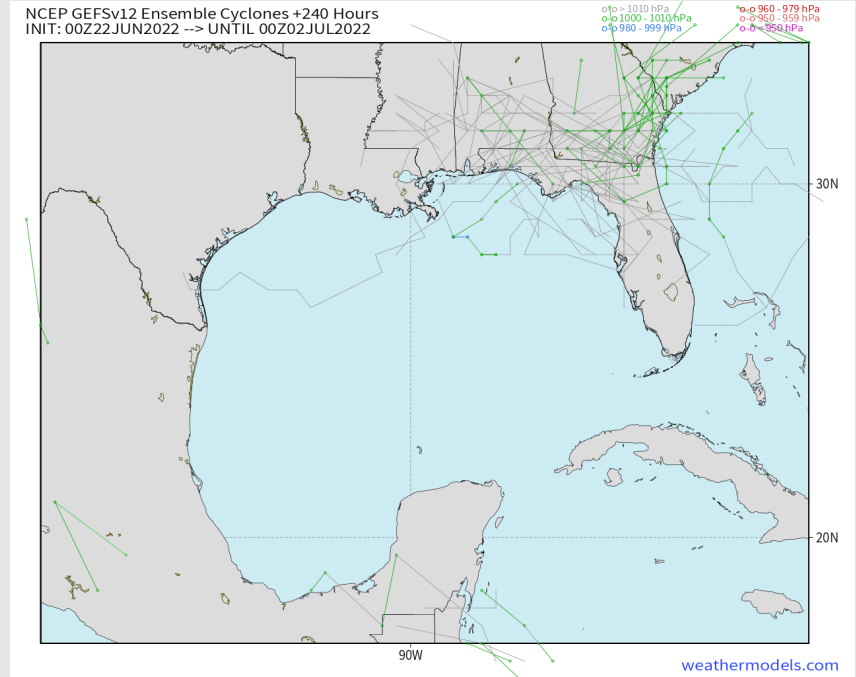 NCEP GEFSv12 Ensemble Cyclones +240 Hours
INIT: 00Z22JUN2022 --> UNTIL 00Z02JUL2022
o-o > 1010 hPa
o-o 1000 - 1010 hPa
o-o 980 - 999 hPa
o-o 960 - 979 hPa
o-o 950 - 959 hPa
o-o < 950 hPa
30N
20N
90W
weathermodels.com